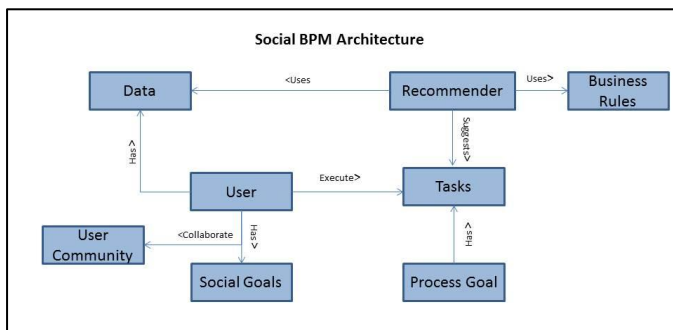 Social BPM Architecture
Data
<Uses
Recommender
Uses>
Business
Rules
Has>
Suggests>
User
Execute>
Tasks
User
Community
<Collaborate
Has>
Has>
Social Goals
Process Goal